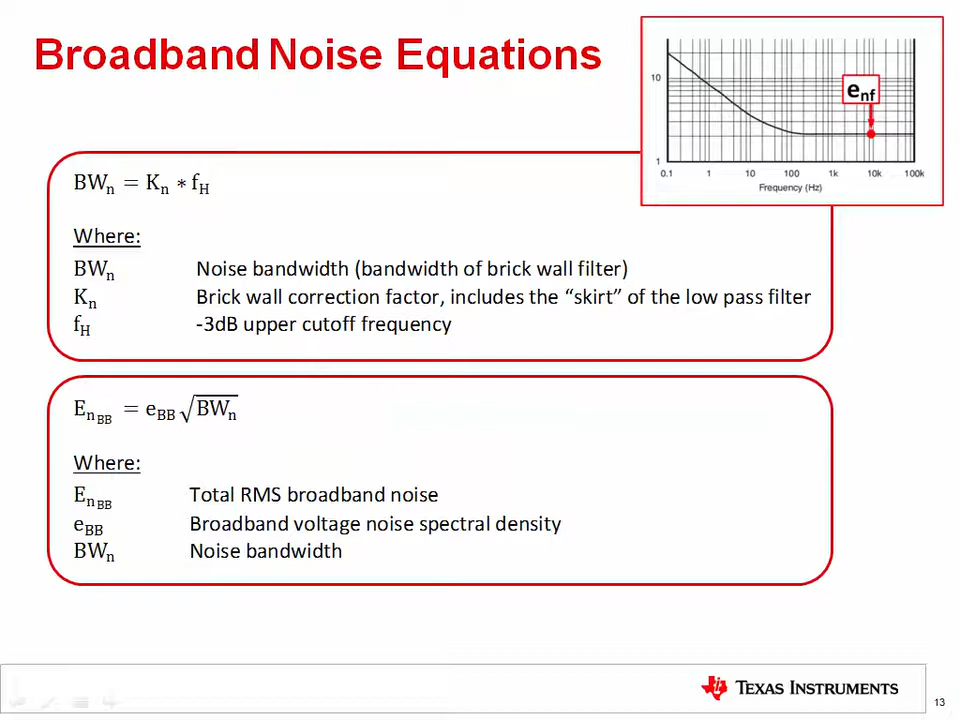 Broadband Noise Equations
10
1
e_nf
0.1 1 10 100 1k 10k 100k
Frequency (Hz)
BW_n = K_n ∗ f_H
Where:
BW_n Noise bandwidth (bandwidth of brick wall filter)
K_n Brick wall correction factor, includes the “skirt” of the low pass filter
f_H -3dB upper cutoff frequency
E_n_BB = e_BB √BW_n
Where:
E_n_BB Total RMS broadband noise
e_BB Broadband voltage noise spectral density
BW_n Noise bandwidth
TEXAS INSTRUMENTS
13